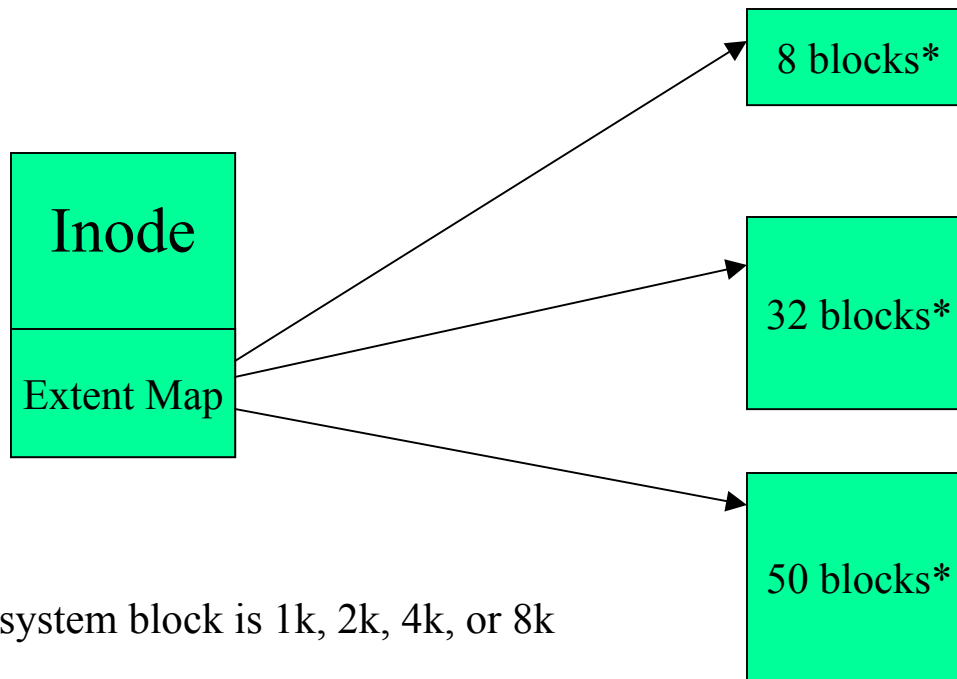 8 blocks*
Inode
32 blocks*
Extent Map
50 blocks*
system block is 1k, 2k, 4k, or 8k